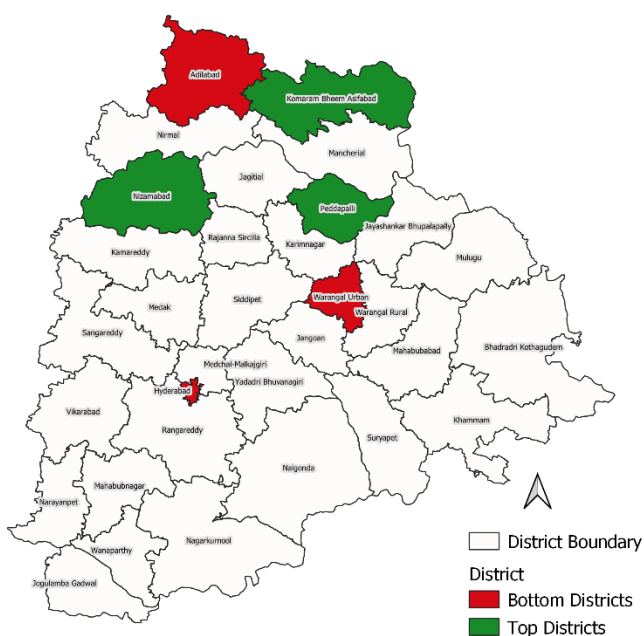 Adilabad
Komaram Bheem Asifabad
Nirmal
Mancherial
Jagitial
Nizamabad
Peddapalli
Jayashankar Bhupalapally
Rajanna Sircilla
Karimnagar
Kamareddy
Mulugu
Siddipet
Warangal Urban
Medak
Warangal Rural
Sangareddy
Jangoan
Bhadradri Kothagudem
Mahabubabad
Medchal-Malkajgiri
Yadadri Bhuvanagiri
Hyderabad
Vikarabad
Khammam
Rangareddy
Suryapet
Nalgonda
Mahabubnagar
Narayanpet
Nagarkurnool
Wanaparthy
Jogulamba Gadwal
District Boundary
District
Bottom Districts
Top Districts